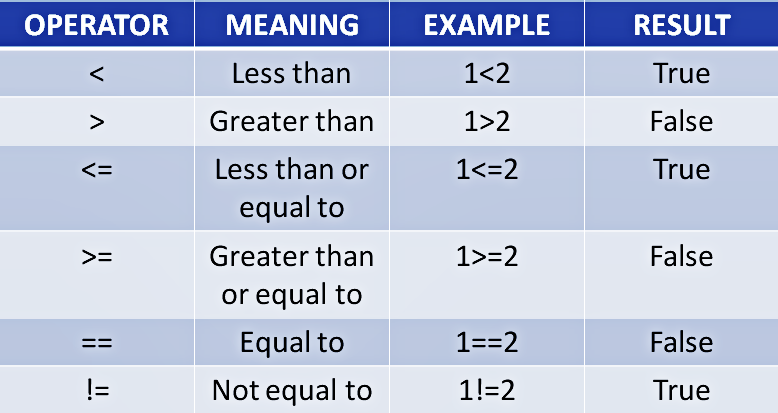 OPERATOR MEANING EXAMPLE RESULT
< Less than 1<2 True
> Greater than 1>2 False
<= Less than or 1<=2 True
equal to
>= Greater than 1>=2 False
or equal to
== Equal to 1==2 False
!= Not equal to 1!=2 True